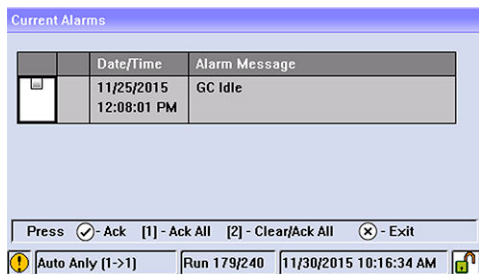 Current Alarms
Date/Time Alarm Message
11/25/2015 GC Idle
12:08:01 PM
Press - Ack [1] - Ack All [2] - Clear/Ack All - Exit
Auto Anly (1->1) Run 179/240 11/30/2015 10:16:34 AM